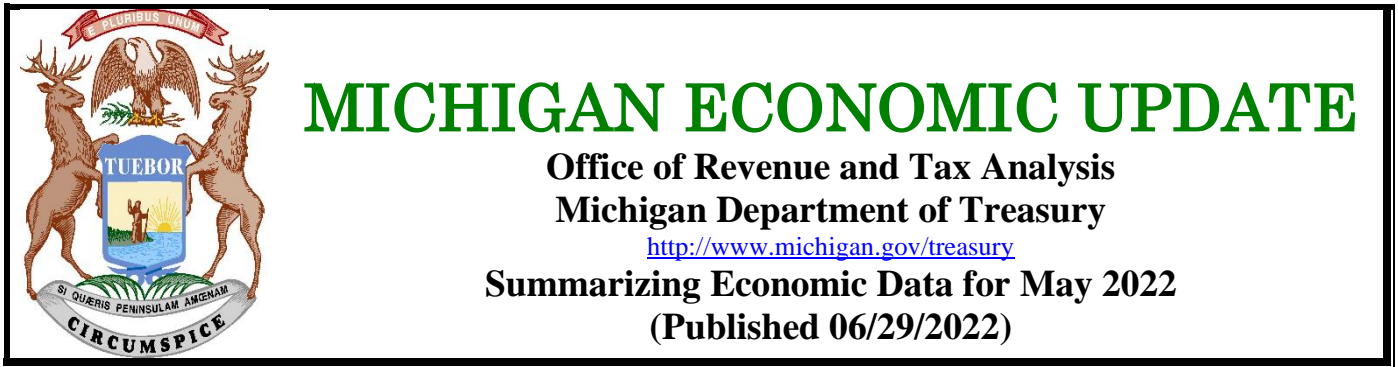 E PLURIBUS UNUM
TUEBOR
SI QUÆRIS PENINSULAM AMŒNAM
CIRCUMSPICE
MICHIGAN ECONOMIC UPDATE
Office of Revenue and Tax Analysis
Michigan Department of Treasury
http://www.michigan.gov/treasury
Summarizing Economic Data for May 2022
(Published 06/29/2022)